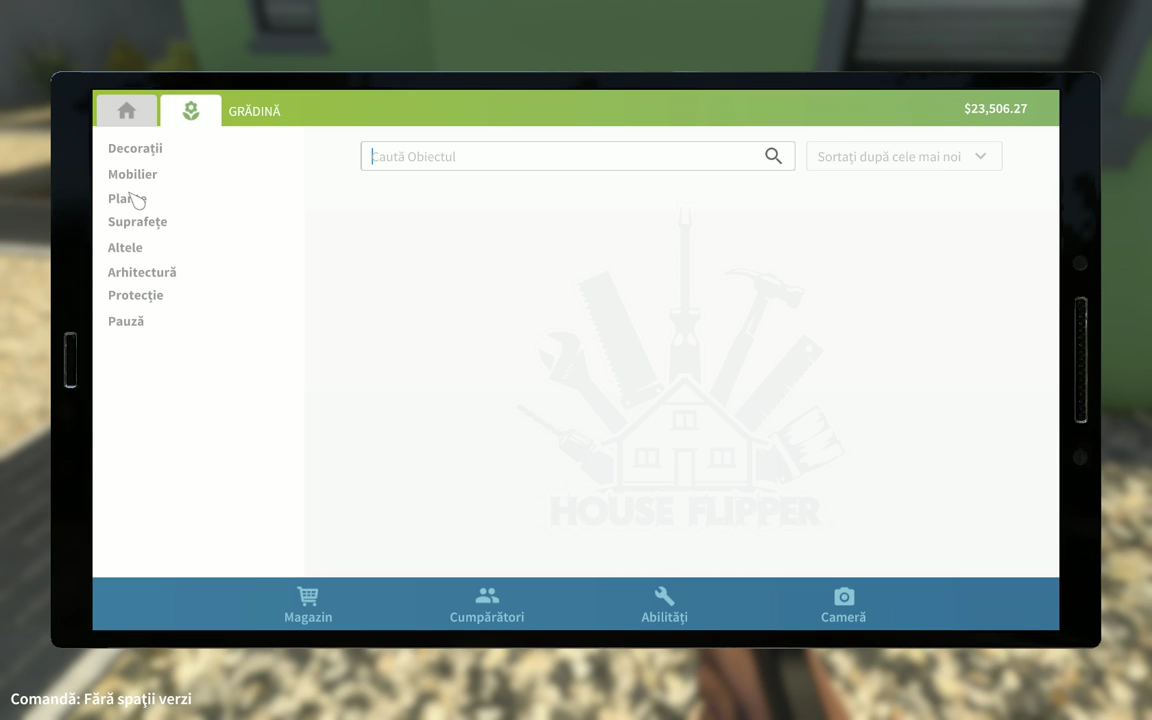 GRĂDINĂ
$23,506.27
Decorații
Caută Obiectul
Sortați după cele mai noi
Mobilier
Suprafețe
Altele
Arhitectură
Protecție
Pauză
HOUSE FLIPPER
Magazin
Cumpărători
Abilități
Cameră
Comandă: Fără spații verzi